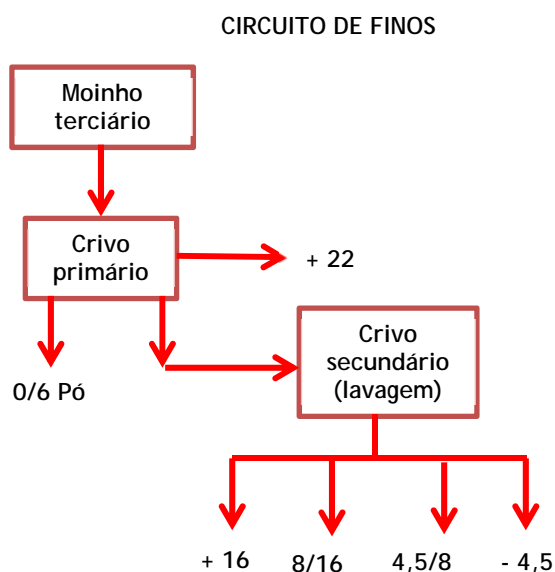 CIRCUITO DE FINOS
Moinho
terciário
Crivo
primário
+ 22
0/6 Pó
Crivo
secundário
(lavagem)
+ 16
8/16
4,5/8
- 4,5